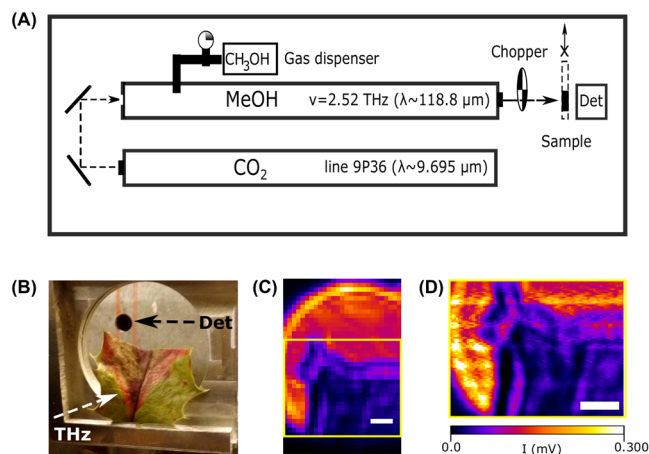 (A)
CH₃OH
Gas dispenser
Chopper
X
MeOH
ν=2.52 THz (λ~118.8 µm)
Det
Sample
CO₂
line 9P36 (λ~9.695 µm)
(B)
(C)
(D)
Det
THz
0.0
0.300
I (mV)